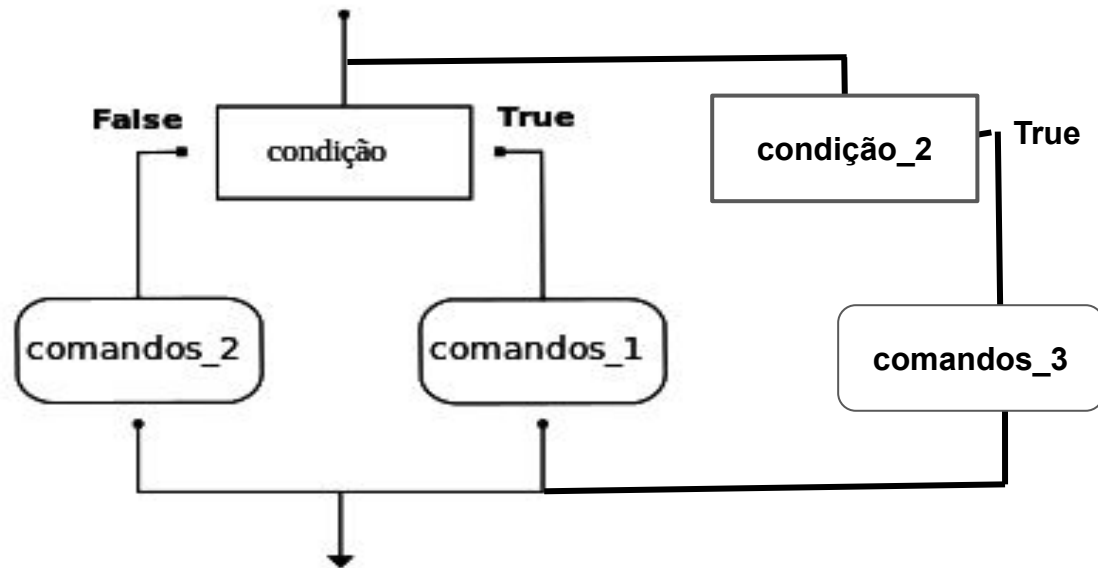 False
condição
True
condição_2
True
comandos_2
comandos_1
comandos_3